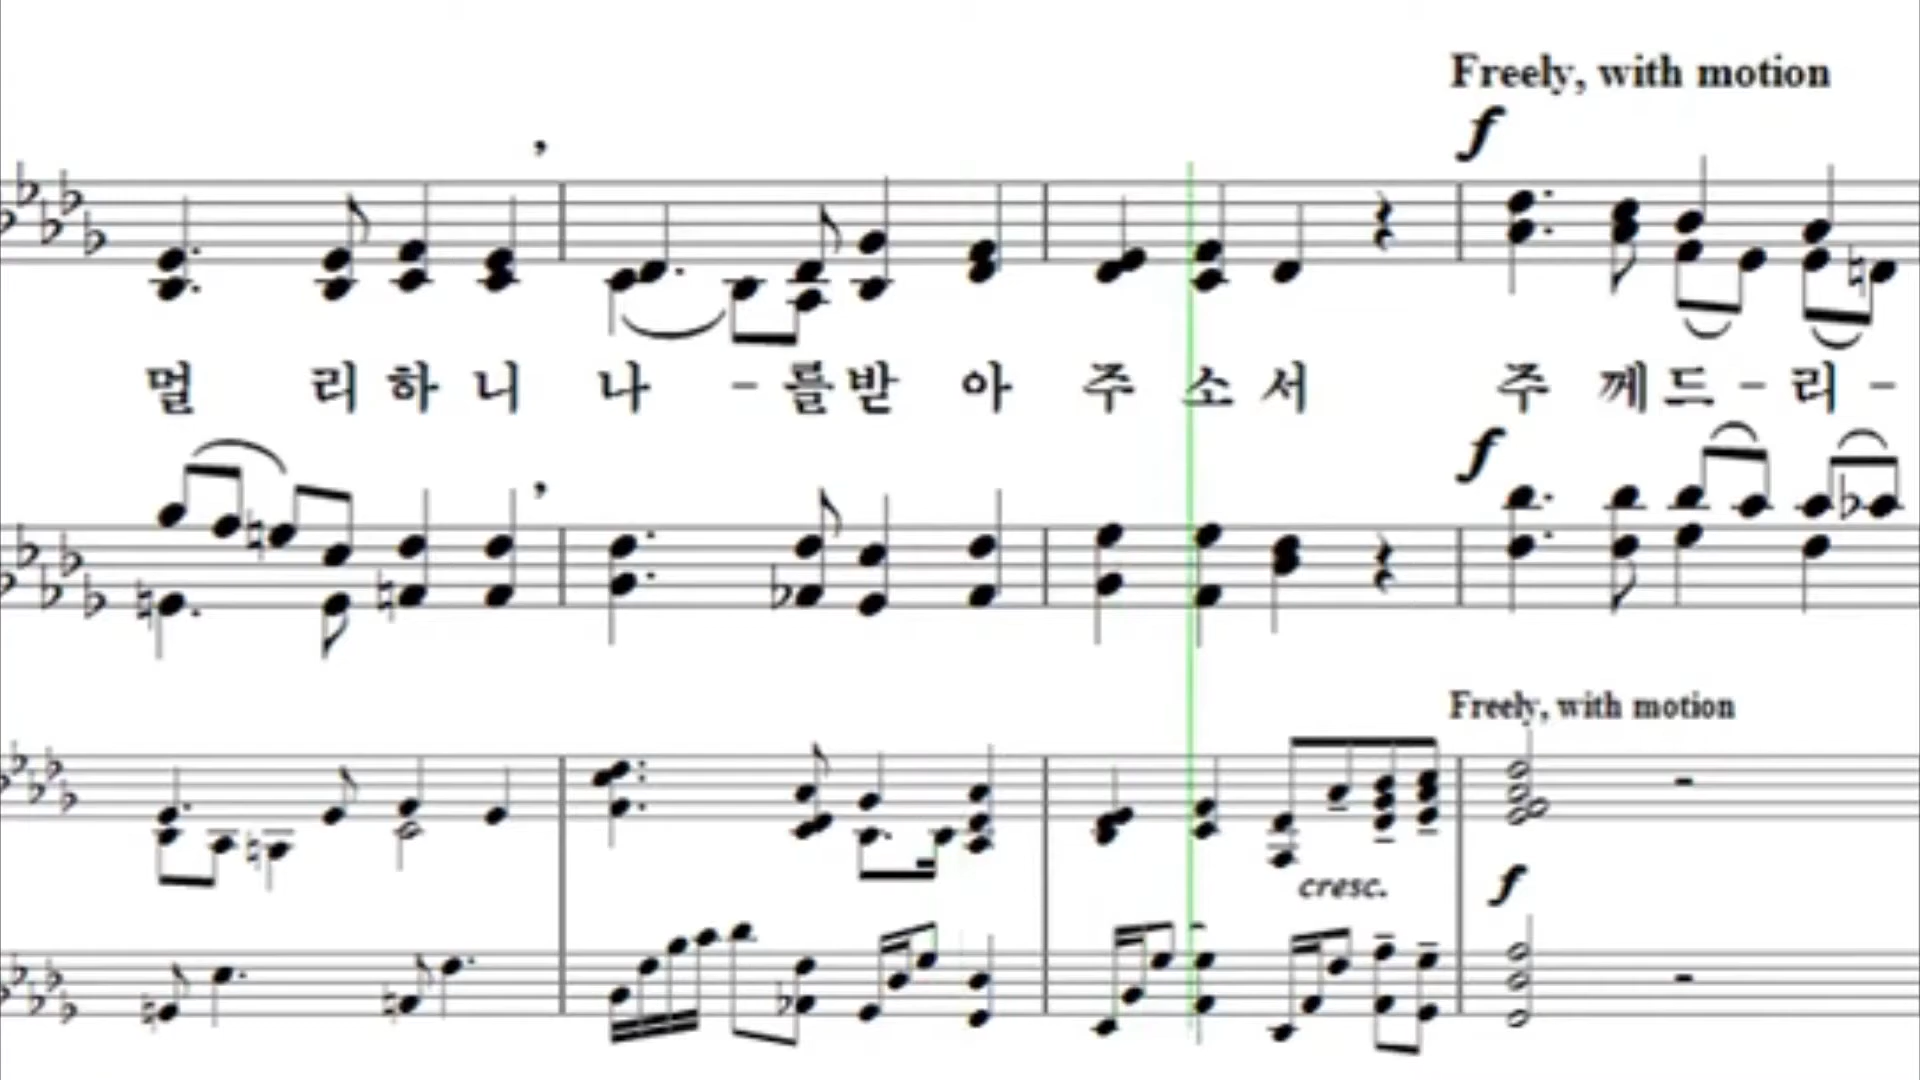 Freely, with motion
f
멀 리 하 니 나 - 를 받 아 주 소 서 주 께 드 - 리 -
f
Freely, with motion
cresc.
f